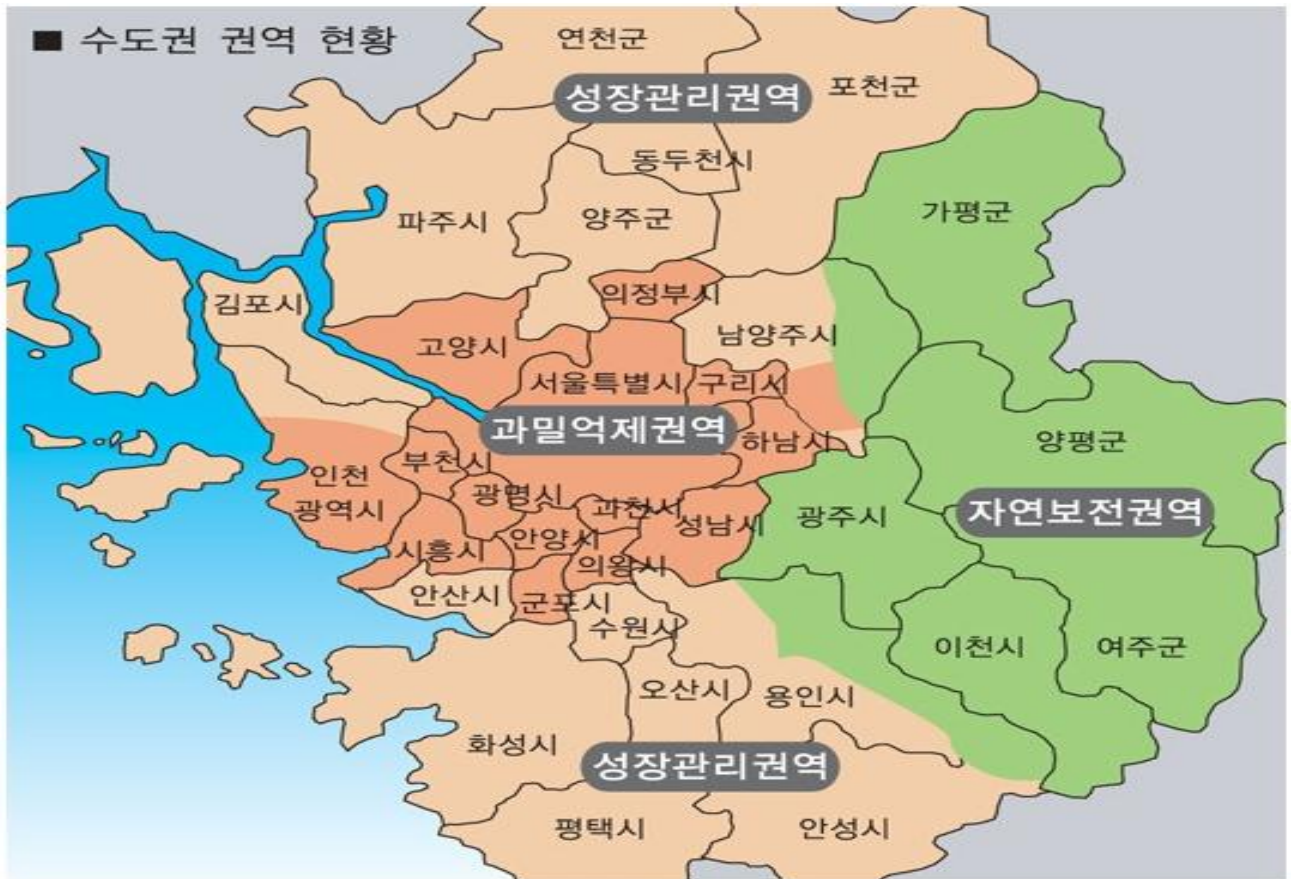 ■ 수도권 권역 현황
연천군
성장관리권역
포천군
동두천시
파주시
양주군
가평군
김포시
의정부시
고양시
남양주시
서울특별시
구리시
과밀억제권역
하남시
양평군
인천
광역시
부천시
광명시
과천시
성남시
광주시
자연보전권역
시흥시
안양시
의왕시
안산시
군포시
수원시
이천시
여주군
오산시
용인시
화성시
성장관리권역
평택시
안성시